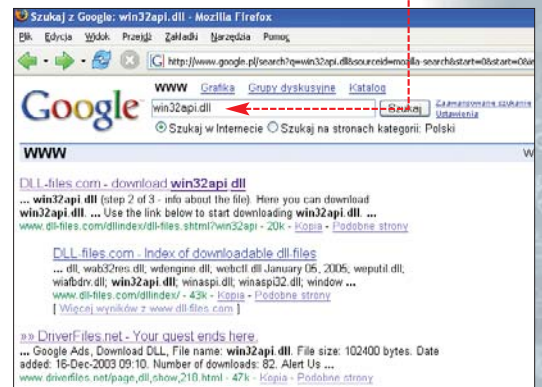 Szukaj z Google: win32api.dll - Mozilla Firefox
Plik Edycja Widok Przejdź Zakładki Narzędzia Pomoc
http://www.google.pl/search?q=win32api.dll&sourceid=mozilla-search&start=0&start=0&ie
WWW Grafika Grupy dyskusyjne Katalog
Google
win32api.dll Szukaj Zaawansowane szukanie
Ustawienia
Szukaj w Internecie Szukaj na stronach kategorii: Polski
WWW W
DLL-files.com - download win32api dll
... win32api.dll (step 2 of 3 - info about the file). Here you can download
win32api.dll. ... Use the link below to start downloading win32api.dll. ...
www.dll-files.com/dllindex/dll-files.shtml?win32api - 20k - Kopia - Podobne strony
DLL-files.com - Index of downloadable dll-files
... dll, wab32res.dll; wdengine.dll; webctl.dll January 05, 2005; weputil.dll;
wiafbdrv.dll; win32api.dll; winaspi.dll; winaspi32.dll; window ...
www.dll-files.com/dllindex/ - 43k - Kopia - Podobne strony
[ Więcej wyników z www.dll-files.com ]
»» DriverFiles.net - Your quest ends here.
... Google Ads, Download DLL, File name: win32api.dll. File size: 102400 bytes. Date
added: 16-Dec-2003 09:10. Number of downloads: 82. Alert Us ...
www.driverfiles.net/page,dll,show,210.html - 47k - Kopia - Podobne strony